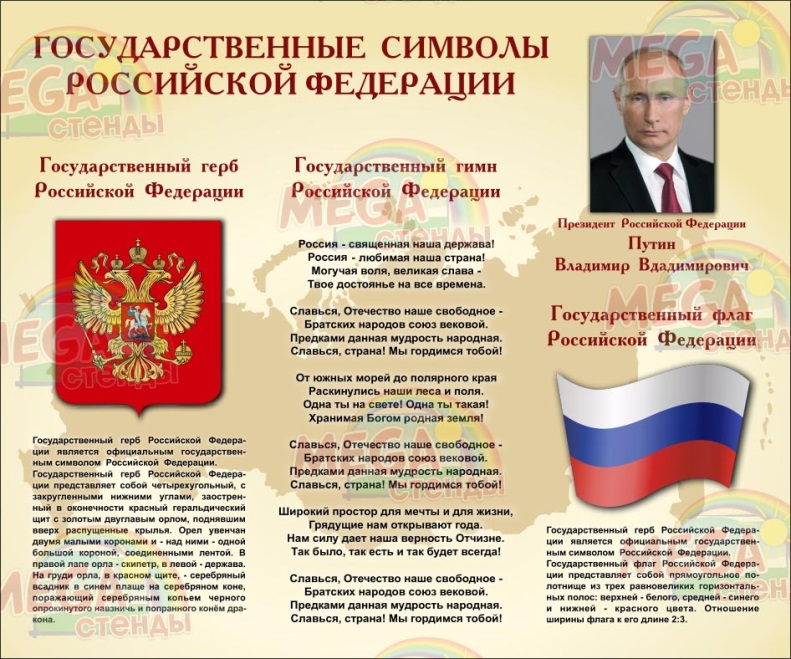 ГОСУДАРСТВЕННЫЕ СИМВОЛЫ
РОССИЙСКОЙ ФЕДЕРАЦИИ
Государственный герб
Российской Федерации
Государственный герб Российской Федера-
ции является официальным государствен-
ным символом Российской Федерации.
Государственный герб Российской Федера-
ции представляет собой четырехугольный, с
закругленными нижними углами, заострен-
ный в оконечности красный геральдический
щит с золотым двуглавым орлом, поднявшим
вверх распущенные крылья. Орел увенчан
двумя малыми коронами и - над ними - одной
большой короной, соединенными лентой. В
правой лапе орла - скипетр, в левой - держава.
На груди орла, в красном щите, - серебряный
всадник в синем плаще на серебряном коне,
поражающий серебряным копьем черного
опрокинутого навзничь и попранного конём дра-
кона.
Государственный гимн
Российской Федерации
Россия - священная наша держава!
Россия - любимая наша страна!
Могучая воля, великая слава -
Твое достоянье на все времена.
Славься, Отечество наше свободное -
Братских народов союз вековой.
Предками данная мудрость народная.
Славься, страна! Мы гордимся тобой!
От южных морей до полярного края
Раскинулись наши леса и поля.
Одна ты на свете! Одна ты такая!
Хранимая Богом родная земля!
Славься, Отечество наше свободное -
Братских народов союз вековой.
Предками данная мудрость народная.
Славься, страна! Мы гордимся тобой!
Широкий простор для мечты и для жизни,
Грядущие нам открывают года.
Нам силу дает наша верность Отчизне.
Так было, так есть и так будет всегда!
Славься, Отечество наше свободное -
Братских народов союз вековой.
Предками данная мудрость народная.
Славься, страна! Мы гордимся тобой!
Президент Российской Федерации
Путин
Владимир Вдадимирович
Государственный флаг
Российской Федерации
Государственный герб Российской Федера-
ции является официальным государствен-
ным символом Российской Федерации.
Государственный флаг Российской Федера-
ции представляет собой прямоугольное по-
лотнище из трех равновеликих горизонталь-
ных полос: верхней - белого, средней - синего
и нижней - красного цвета. Отношение
ширины флага к его длине 2:3.
MEGA
стенды